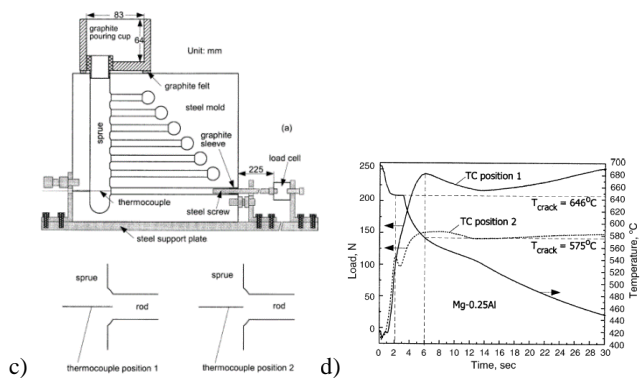 83
graphite
pouring cup
64
Unit: mm
graphite felt
steel mold
sprue
graphite
sleeve
(a)
225
load
cell
thermocouple
steel screw
steel support plate
sprue
rod
thermocouple position 1
sprue
rod
thermocouple position 2
c)
d)
250
200
150
100
50
0
Load, N
TC position 1
T crack = 646°C
TC position 2
T crack = 575°C
Mg-0.25Al
700
680
660
640
620
600
580
560
540
520
500
480
460
440
420
400
Temperature, °C
0 2 4 6 8 10 12 14 16 18 20 22 24 26 28 30
Time, sec